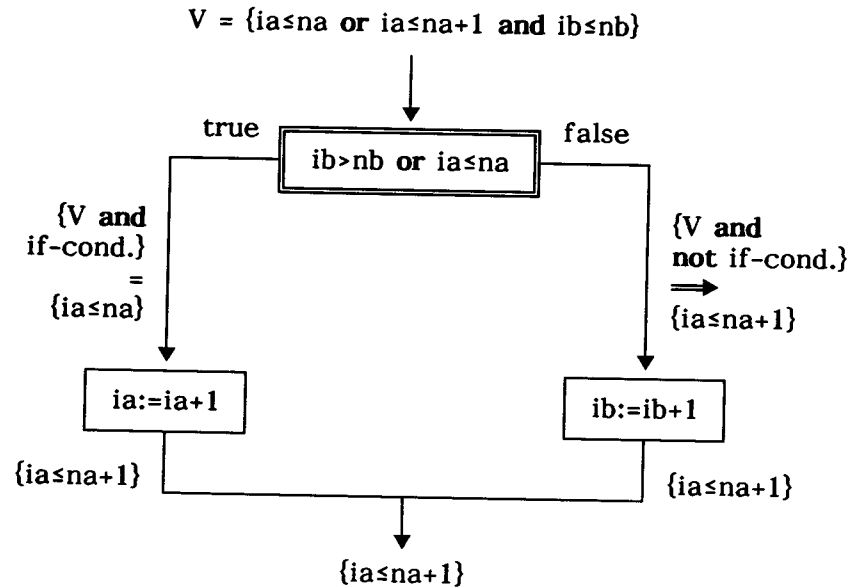 V = {ia≤na or ia≤na+1 and ib≤nb}
true
false
ib>nb or ia≤na
{V and
if-cond.}
=
{ia≤na}
{V and
not if-cond.}
{ia≤na+1}
ia:=ia+1
ib:=ib+1
{ia≤na+1}
{ia≤na+1}
{ia≤na+1}